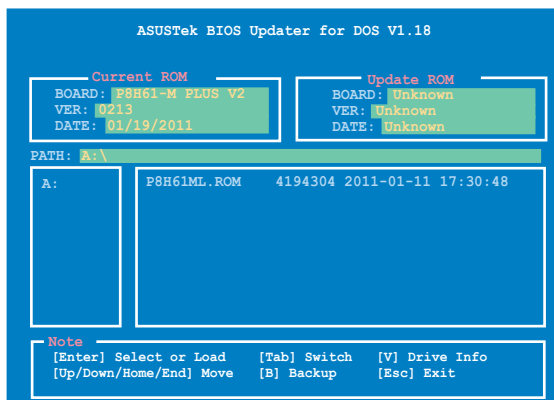 ASUSTek BIOS Updater for DOS V1.18
Current ROM
BOARD: P8H61-M PLUS V2
VER: 0213
DATE: 01/19/2011
Update ROM
BOARD: Unknown
VER: Unknown
DATE: Unknown
PATH: A:\
A:
P8H61ML.ROM 4194304 2011-01-11 17:30:48
Note
[Enter] Select or Load [Tab] Switch [V] Drive Info
[Up/Down/Home/End] Move [B] Backup [Esc] Exit